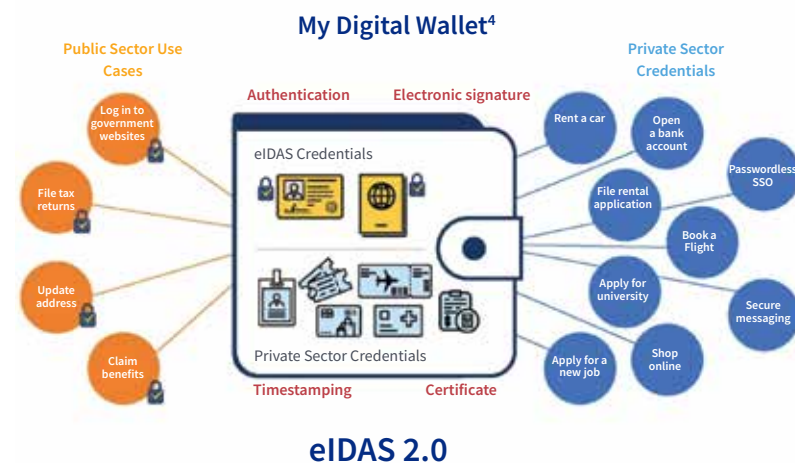 My Digital Wallet⁴
Public Sector Use
Cases
Private Sector
Credentials
Authentication
Electronic signature
Log in to
government
websites
File tax
returns
Update
address
Claim
benefits
eIDAS Credentials
Private Sector Credentials
Rent a car
Open
a bank
account
Passwordless
SSO
File rental
application
Book a
Flight
Apply for
university
Secure
messaging
Shop
online
Apply for a
new job
Timestamping
Certificate
eIDAS 2.0